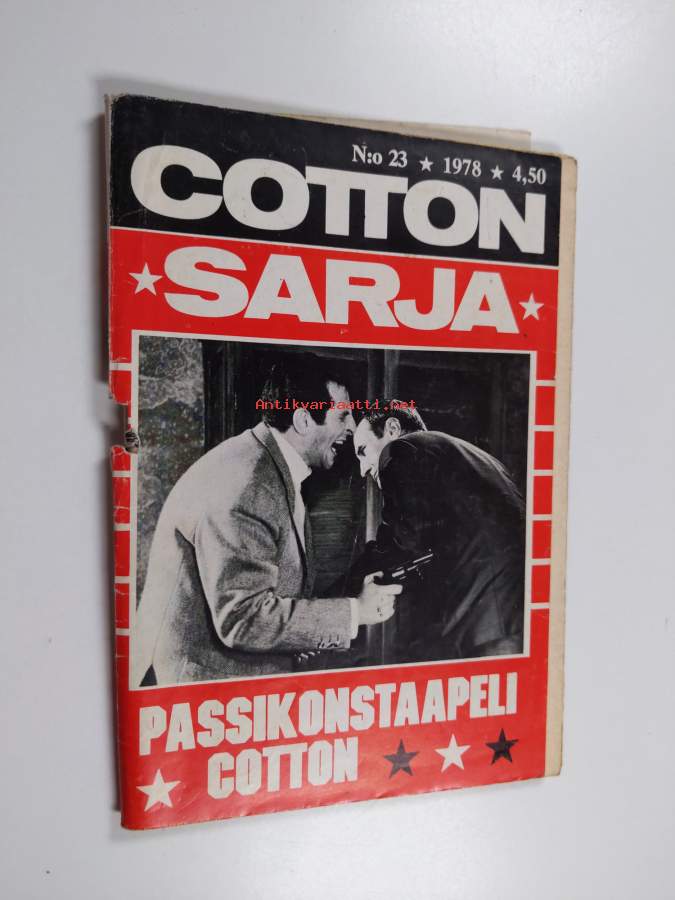 N:o 23 ★ 1978 ★ 4,50
COTTON
SARJA
Antikvariaatti.net
PASSIKONSTAAPELI
COTTON